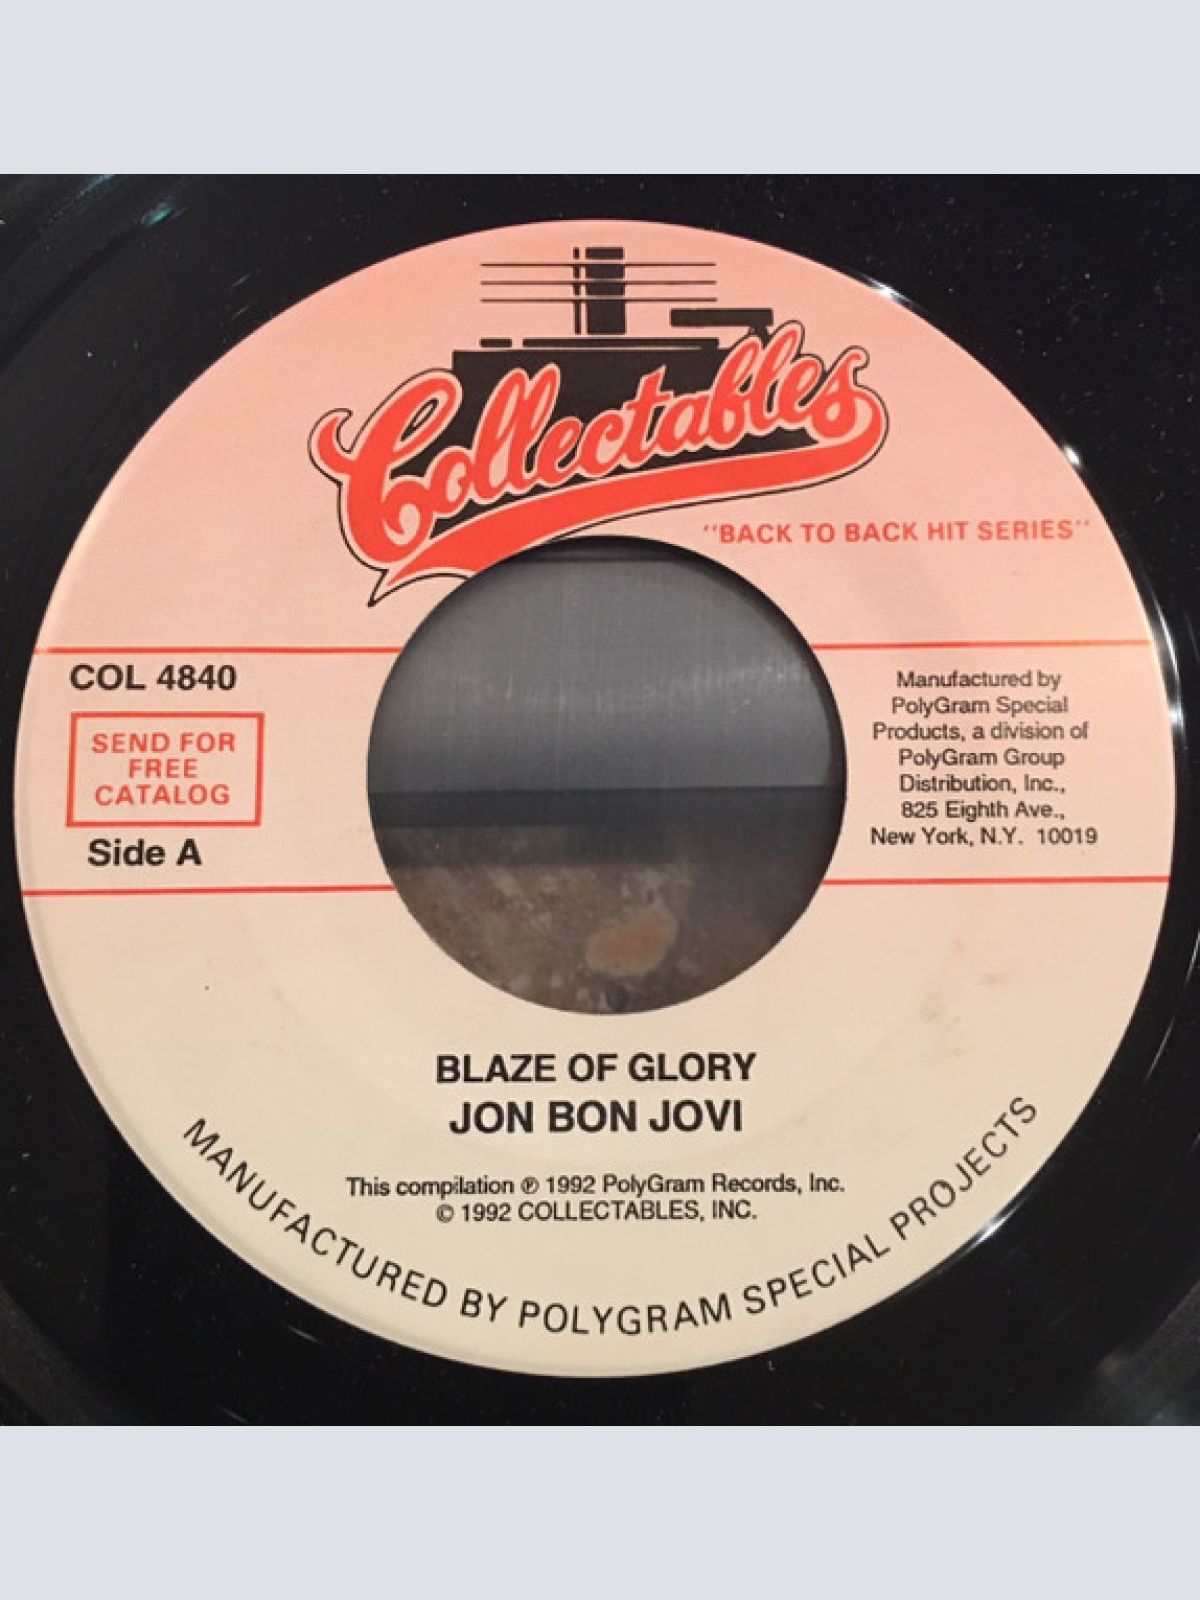 Collectables
"BACK TO BACK HIT SERIES"
COL 4840
SEND FOR
FREE
CATALOG
Side A
Manufactured by
PolyGram Special
Products, a division of
PolyGram Group
Distribution, Inc.,
825 Eighth Ave.,
New York, N.Y. 10019
BLAZE OF GLORY
JON BON JOVI
This compilation ℗ 1992 PolyGram Records, Inc.
© 1992 COLLECTABLES, INC.
MANUFACTURED BY POLYGRAM SPECIAL PROJECTS